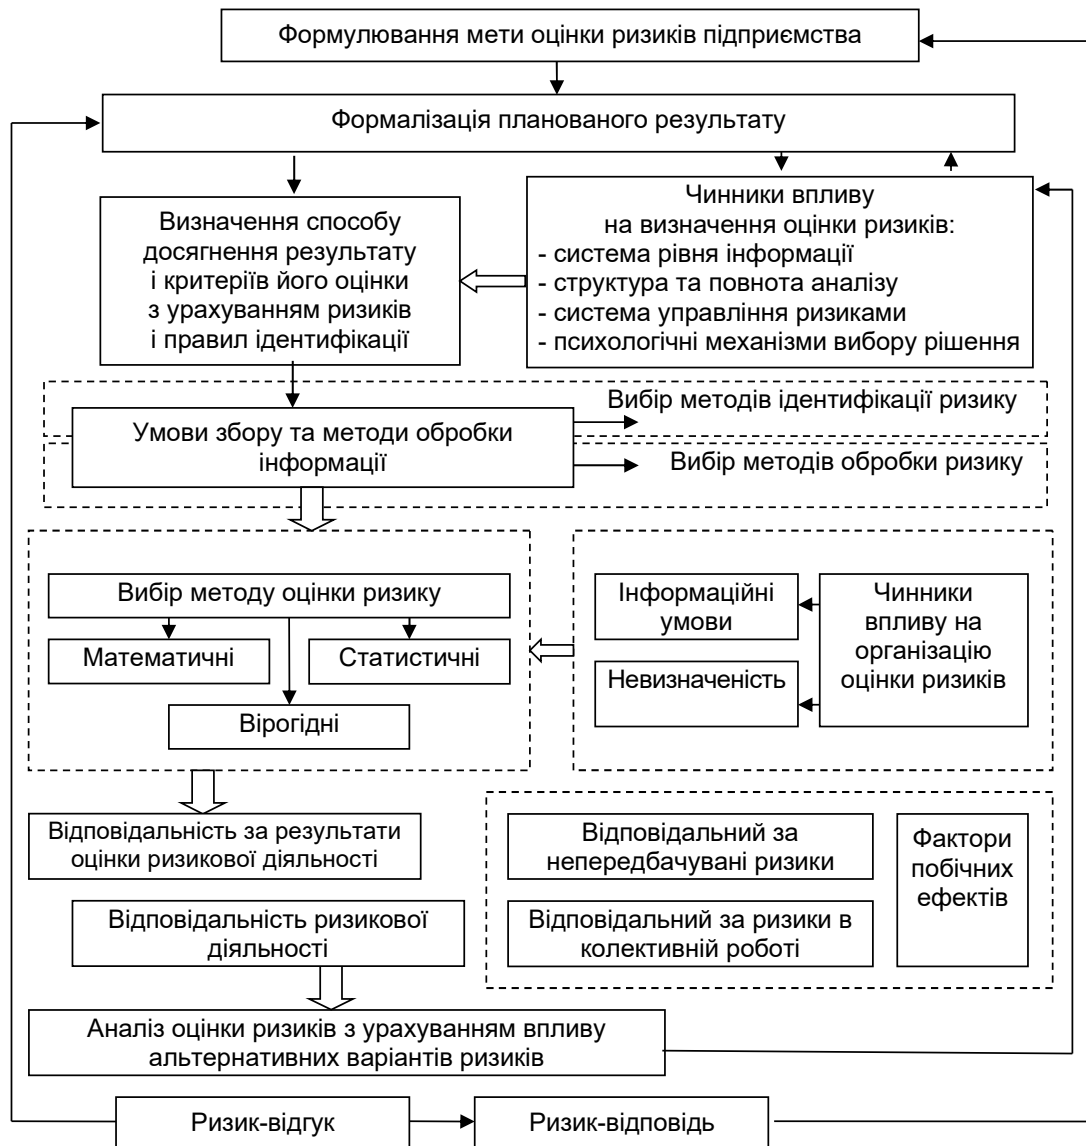 Формулювання мети оцінки ризиків підприємства
Формалізація планованого результату
Визначення способу
досягнення результату
і критеріїв його оцінки
з урахуванням ризиків
і правил ідентифікації
Чинники впливу
на визначення оцінки ризиків:
- система рівня інформації
- структура та повнота аналізу
- система управління ризиками
- психологічні механізми вибору рішення
Вибір методів ідентифікації ризику
Умови збору та методи обробки
інформації
Вибір методів обробки ризику
Вибір методу оцінки ризику
Математичні
Статистичні
Вірогідні
Інформаційні
умови
Невизначеність
Чинники
впливу на
організацію
оцінки ризиків
Відповідальність за результати
оцінки ризикової діяльності
Відповідальний за
непередбачувані ризики
Фактори
побічних
ефектів
Відповідальність ризикової
діяльності
Відповідальний за ризики в
колективній роботі
Аналіз оцінки ризиків з урахуванням впливу
альтернативних варіантів ризиків
Ризик-відгук
Ризик-відповідь